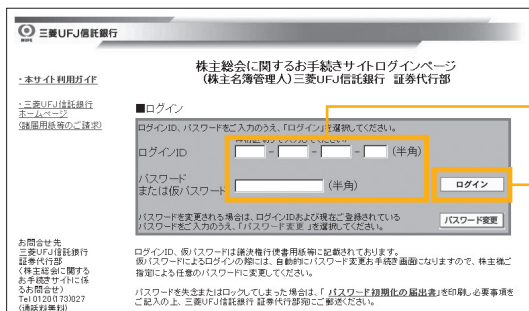 MUFG
三菱UFJ信託銀行
株主総会に関するお手続きサイトログインページ
(株主名簿管理人)三菱UFJ信託銀行 証券代行部
・本サイト利用ガイド
・三菱UFJ信託銀行
ホームページ
(諸届用紙等のご請求)
■ログイン
ログインID、パスワードをご入力のうえ、「ログイン」を選択してください。
ログインID
- - - (半角)
パスワード
または仮パスワード
(半角)
ログイン
パスワードを変更される場合は、ログインIDおよび現在ご登録されている
パスワードをご入力のうえ、「パスワード変更」を選択してください。
パスワード変更
お問合せ先
三菱UFJ信託銀行
証券代行部
(株主総会に関する
お手続きサイトに係
るお問合せ)
Tel 0120(173)027
(通話料無料)
ログインID、仮パスワードは議決権行使書用紙等に記載されております。
仮パスワードによるログインの際には、自動的にパスワード変更お手続き画面になりますので、株主様ご
指定による任意のパスワードに変更してください。
パスワードを失念またはロックしてしまった場合は、「パスワード初期化の届出書」を印刷し必要事項を
ご記入の上、三菱UFJ信託銀行 証券代行部宛にご郵送ください。